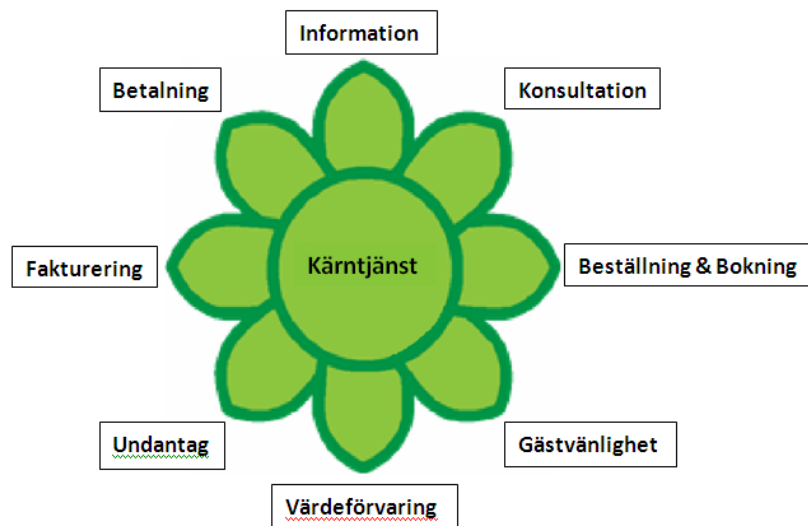 Information
Betalning
Konsultation
Fakturering
Kärntjänst
Beställning & Bokning
Undantag
Gästvänlighet
Värdeförvaring